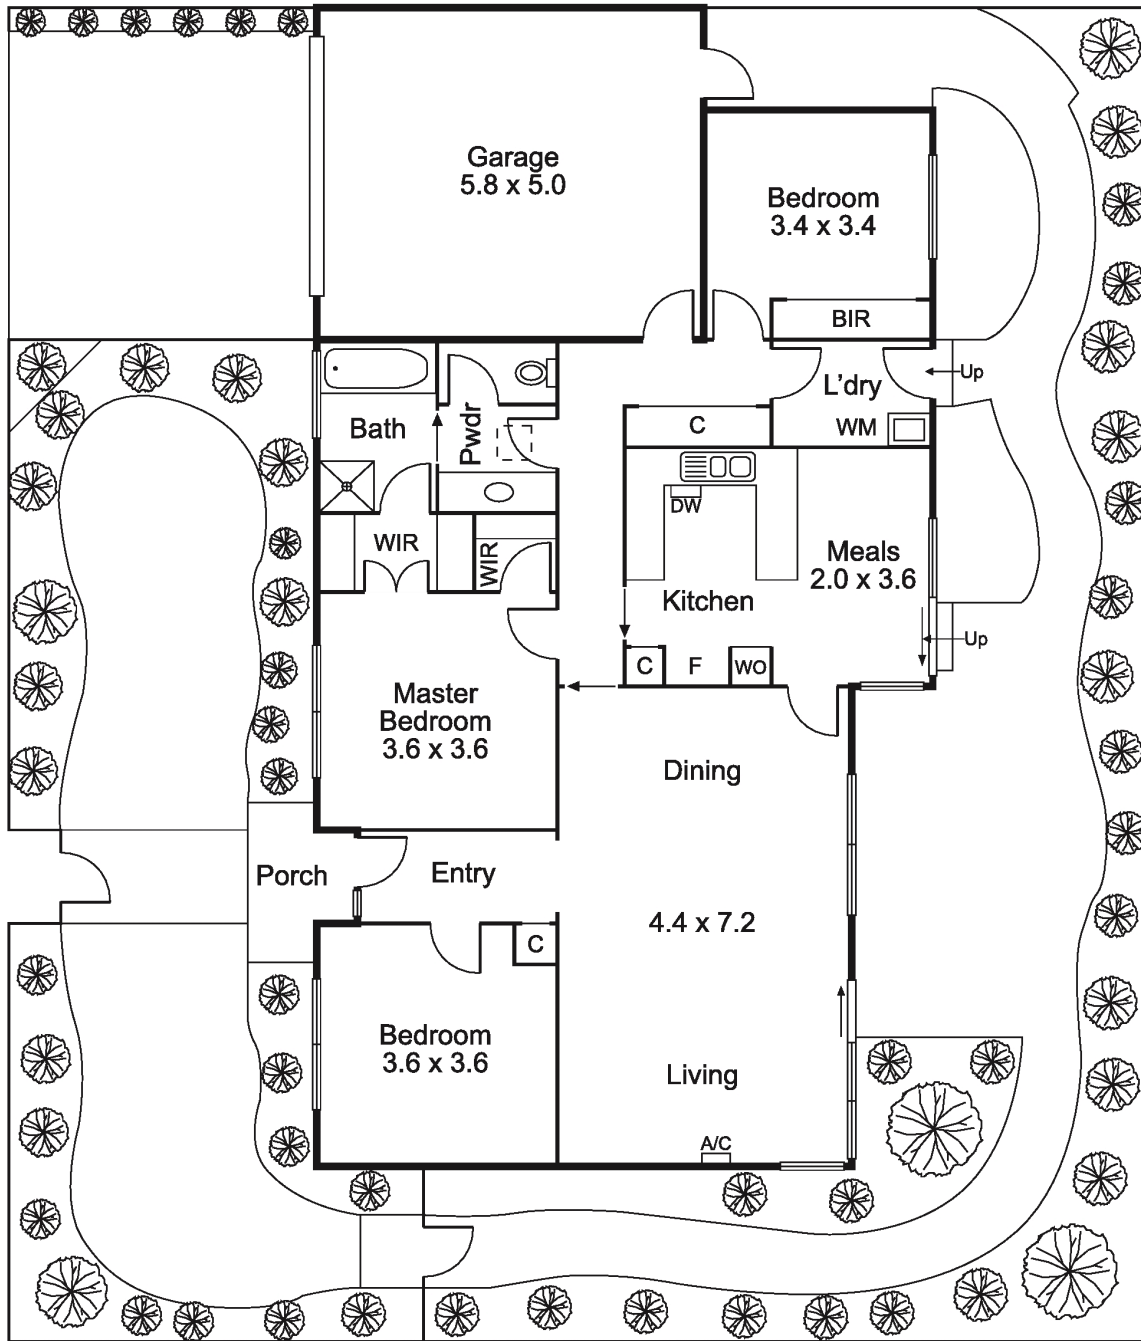 Garage
5.8 x 5.0
Bedroom
3.4 x 3.4
BIR
Up
L'dry
C
WM
Bath
Pwdr
DW
WIR
WIR
Meals
2.0 x 3.6
Kitchen
Up
C
F
WO
Master
Bedroom
3.6 x 3.6
Dining
Porch
Entry
4.4 x 7.2
C
Bedroom
3.6 x 3.6
Living
A/C